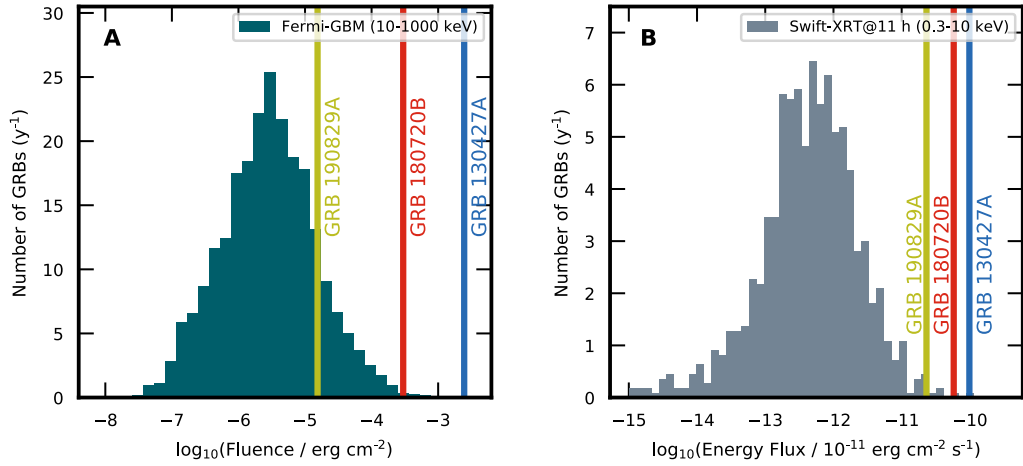 A
Fermi-GBM (10-1000 keV)
30
25
20
15
10
5
0
Number of GRBs (y⁻¹)
GRB 190829A
GRB 180720B
GRB 130427A
−8 −7 −6 −5 −4 −3
log₁₀(Fluence / erg cm⁻²)
B
Swift-XRT@11 h (0.3-10 keV)
7
6
5
4
3
2
1
0
Number of GRBs (y⁻¹)
GRB 190829A
GRB 180720B
GRB 130427A
−15 −14 −13 −12 −11 −10
log₁₀(Energy Flux / 10⁻¹¹ erg cm⁻² s⁻¹)